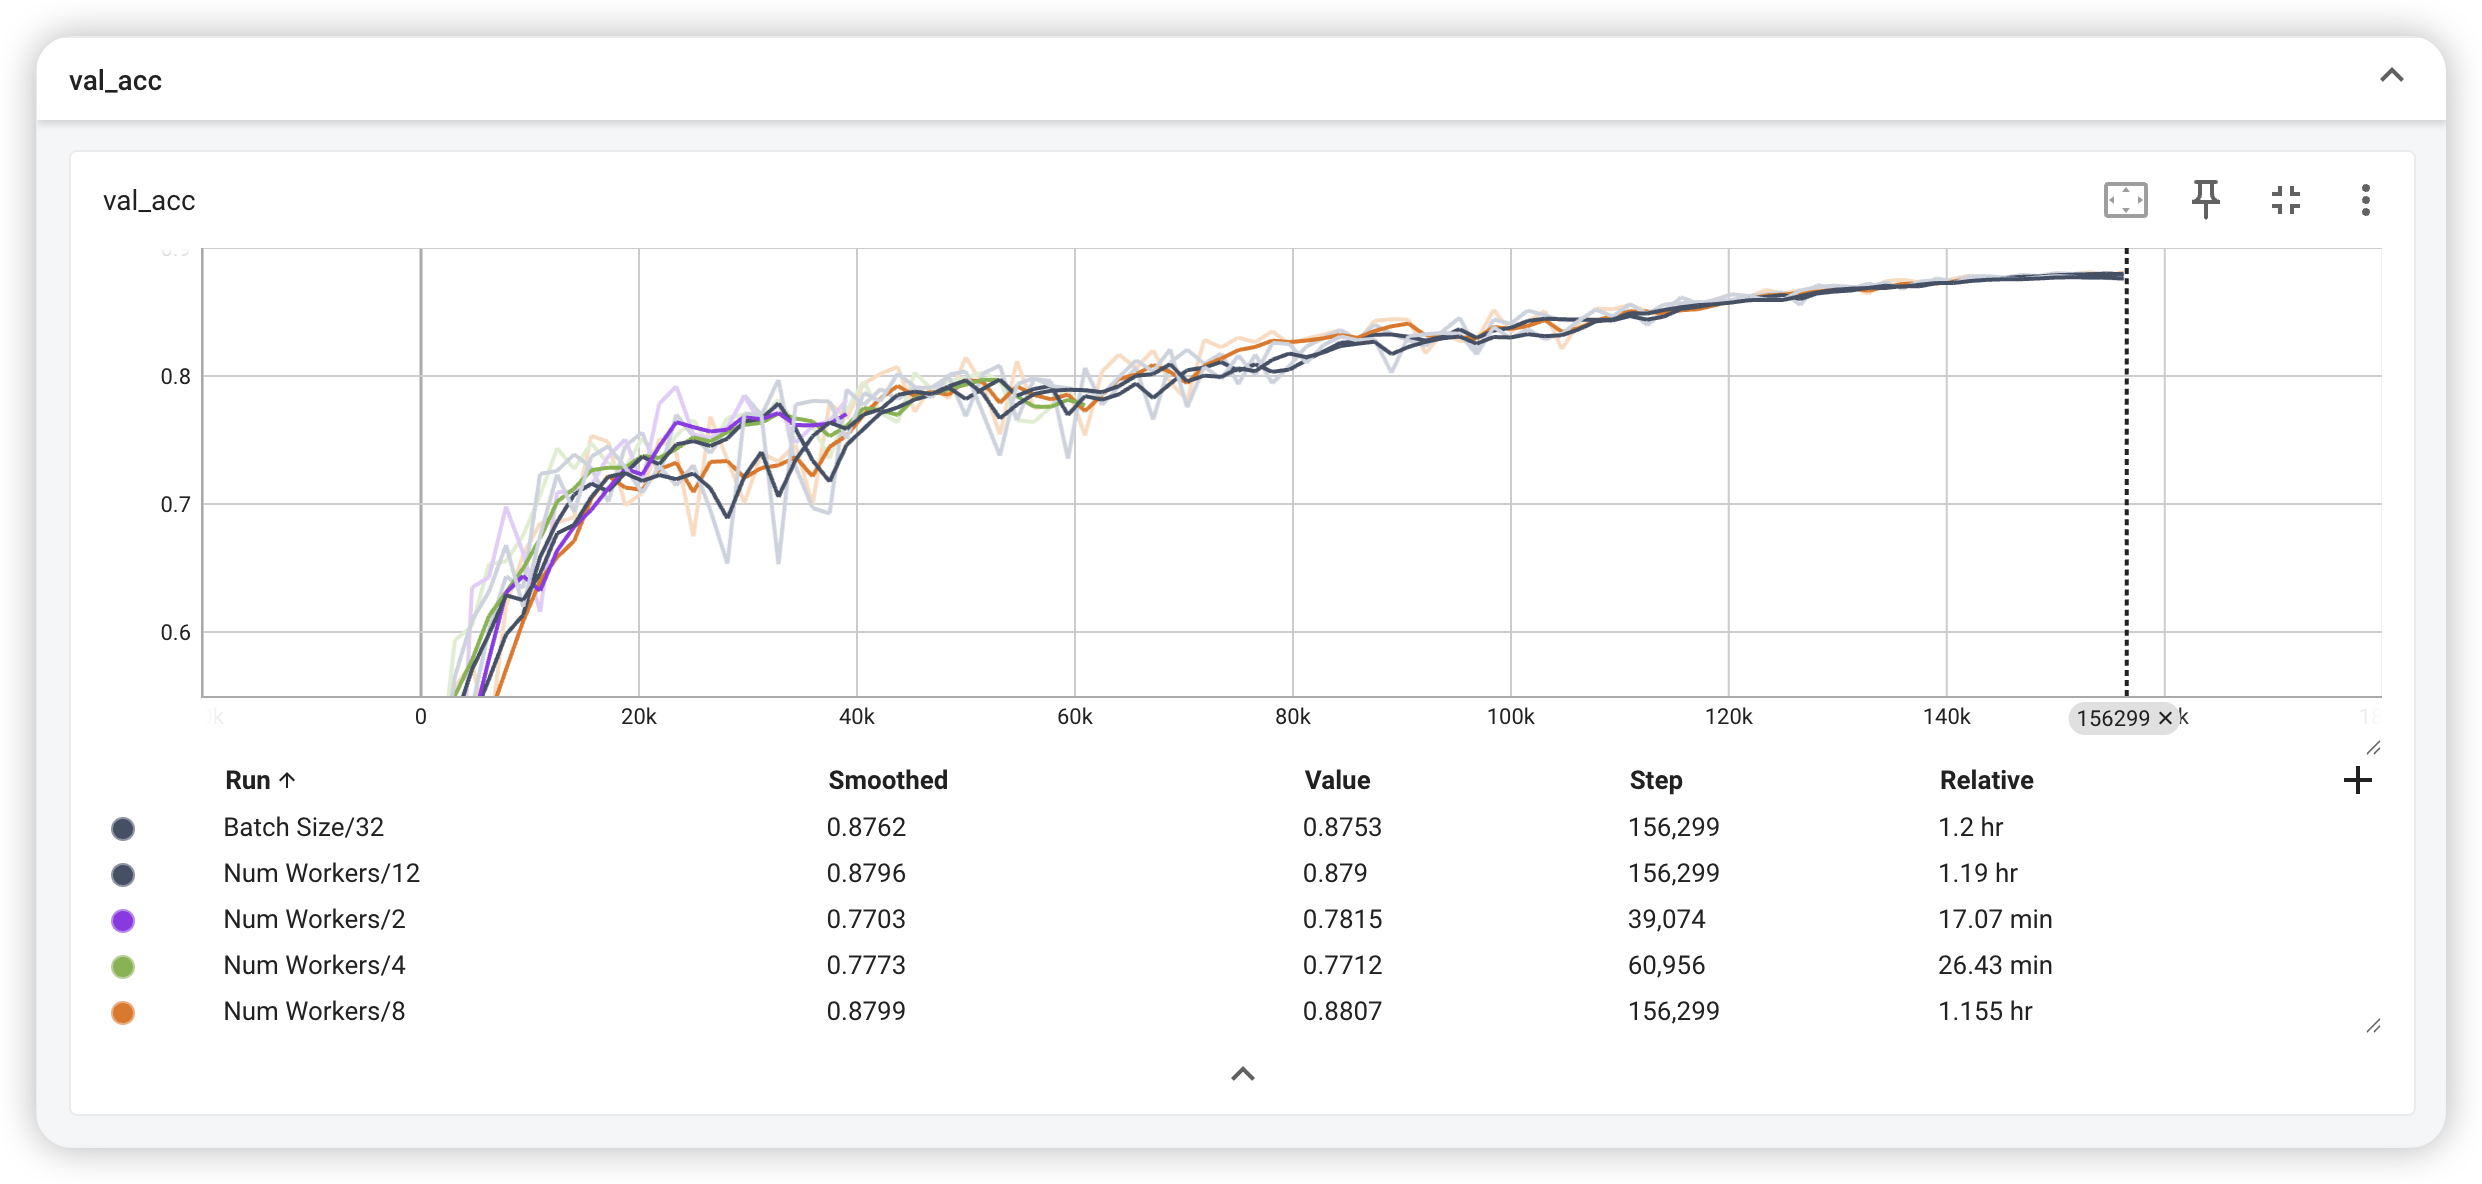 val_acc
val_acc
0.9
0.8
0.7
0.6
0 20k 40k 60k 80k 100k 120k 140k 156299 × k
Run ↑ Smoothed Value Step Relative
Batch Size/32 0.8762 0.8753 156,299 1.2 hr
Num Workers/12 0.8796 0.879 156,299 1.19 hr
Num Workers/2 0.7703 0.7815 39,074 17.07 min
Num Workers/4 0.7773 0.7712 60,956 26.43 min
Num Workers/8 0.8799 0.8807 156,299 1.155 hr